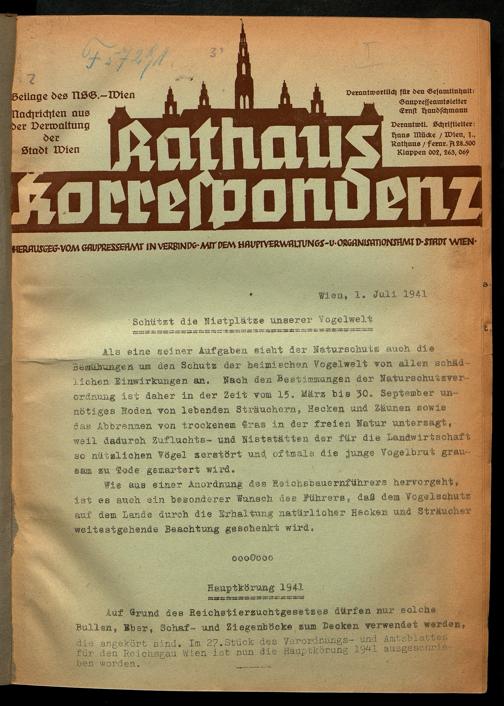 F 57291
3
I
2
Beilage des NSG.-Wien
Nachrichten aus
der Verwaltung
der
Stadt Wien
Verantwortlich für den Gesamtinhalt:
Gaupresseamtsleiter
Ernst Handschmann
Verantwortl. Schriftleiter:
Hans Mücke / Wien, 1.,
Rathaus / Fernr. A 28.500
Klappen 002, 263, 069
Rathaus
Korrespondenz
HERAUSGEG·VOM GAUPRESSEAMT IN VERBINDG·MIT DEM HAUPTVERWALTUNGS-U·ORGANISATIONSAMT D·STADT WIEN·
Wien, 1. Juli 1941
Schützt die Nistplätze unserer Vogelwelt
Als eine seiner Aufgaben sieht der Naturschutz auch die
Bemühungen um den Schutz der heimischen Vogelwelt von allen schäd-
lichen Einwirkungen an. Nach den Bestimmungen der Naturschutzver-
ordnung ist daher in der Zeit vom 15. März bis 30. September un-
nötiges Roden von lebenden Sträuchern, Hecken und Zäunen sowie
das Abbrennen von trockenem Gras in der freien Natur untersagt,
weil dadurch Zufluchts- und Niststätten der für die Landwirtschaft
so nützlichen Vögel zerstört und oftmals die junge Vogelbrut grau-
sam zu Tode gemartert wird.
Wie aus einer Anordnung des Reichsbauernführers hervorgeht,
ist es auch ein besonderer Wunsch des Führers, daß dem Vogelschutz
auf dem Lande durch die Erhaltung natürlicher Hecken und Sträucher
weitestgehende Beachtung geschenkt wird.
oooOooo
Hauptkörung 1941
Auf Grund des Reichstierzuchtgesetzes dürfen nur solche
Bullen, Eber, Schaf- und Ziegenböcke zum Decken verwendet werden,
die angekört sind. Im 27.Stück des Verordnungs- und Amtsblattes
für den Reichsgau Wien ist nun die Hauptkörung 1941 ausgeschrie-
ben worden.